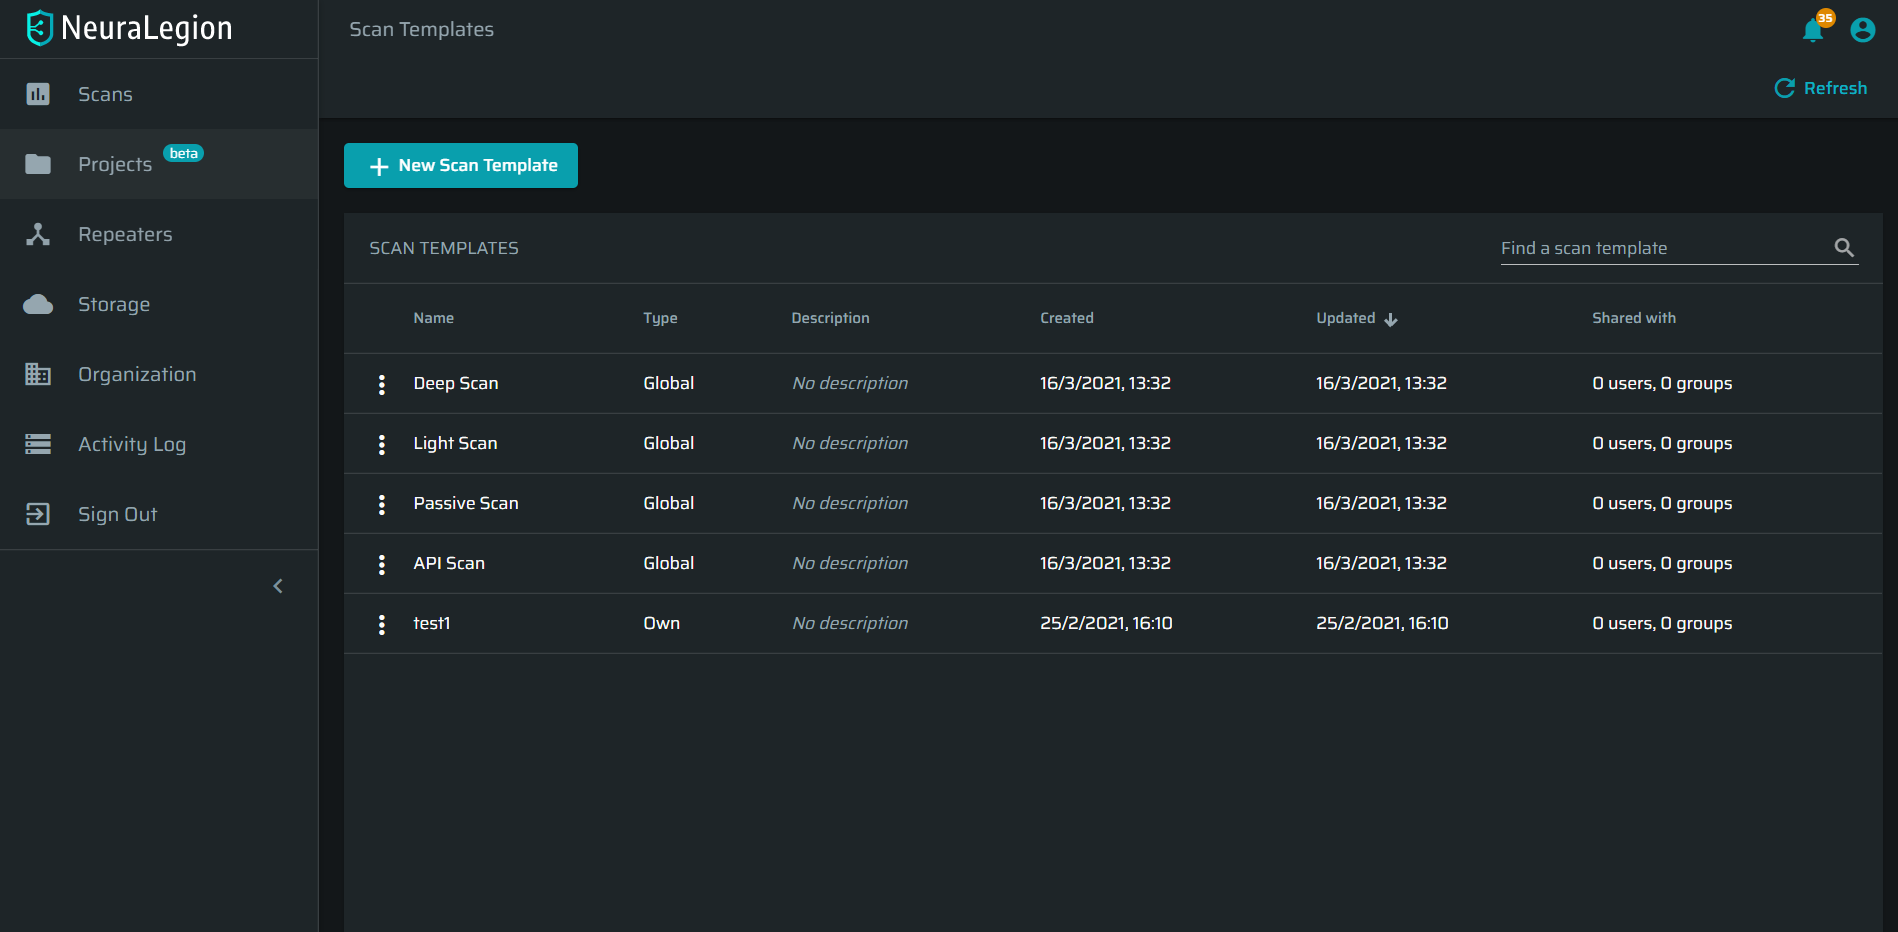 NeuraLegion
Scan Templates
35
Refresh
Scans
Projects beta
Repeaters
Storage
Organization
Activity Log
Sign Out
New Scan Template
SCAN TEMPLATES
Find a scan template
Name Type Description Created Updated Shared with
Deep Scan Global No description 16/3/2021, 13:32 16/3/2021, 13:32 0 users, 0 groups
Light Scan Global No description 16/3/2021, 13:32 16/3/2021, 13:32 0 users, 0 groups
Passive Scan Global No description 16/3/2021, 13:32 16/3/2021, 13:32 0 users, 0 groups
API Scan Global No description 16/3/2021, 13:32 16/3/2021, 13:32 0 users, 0 groups
test1 Own No description 25/2/2021, 16:10 25/2/2021, 16:10 0 users, 0 groups